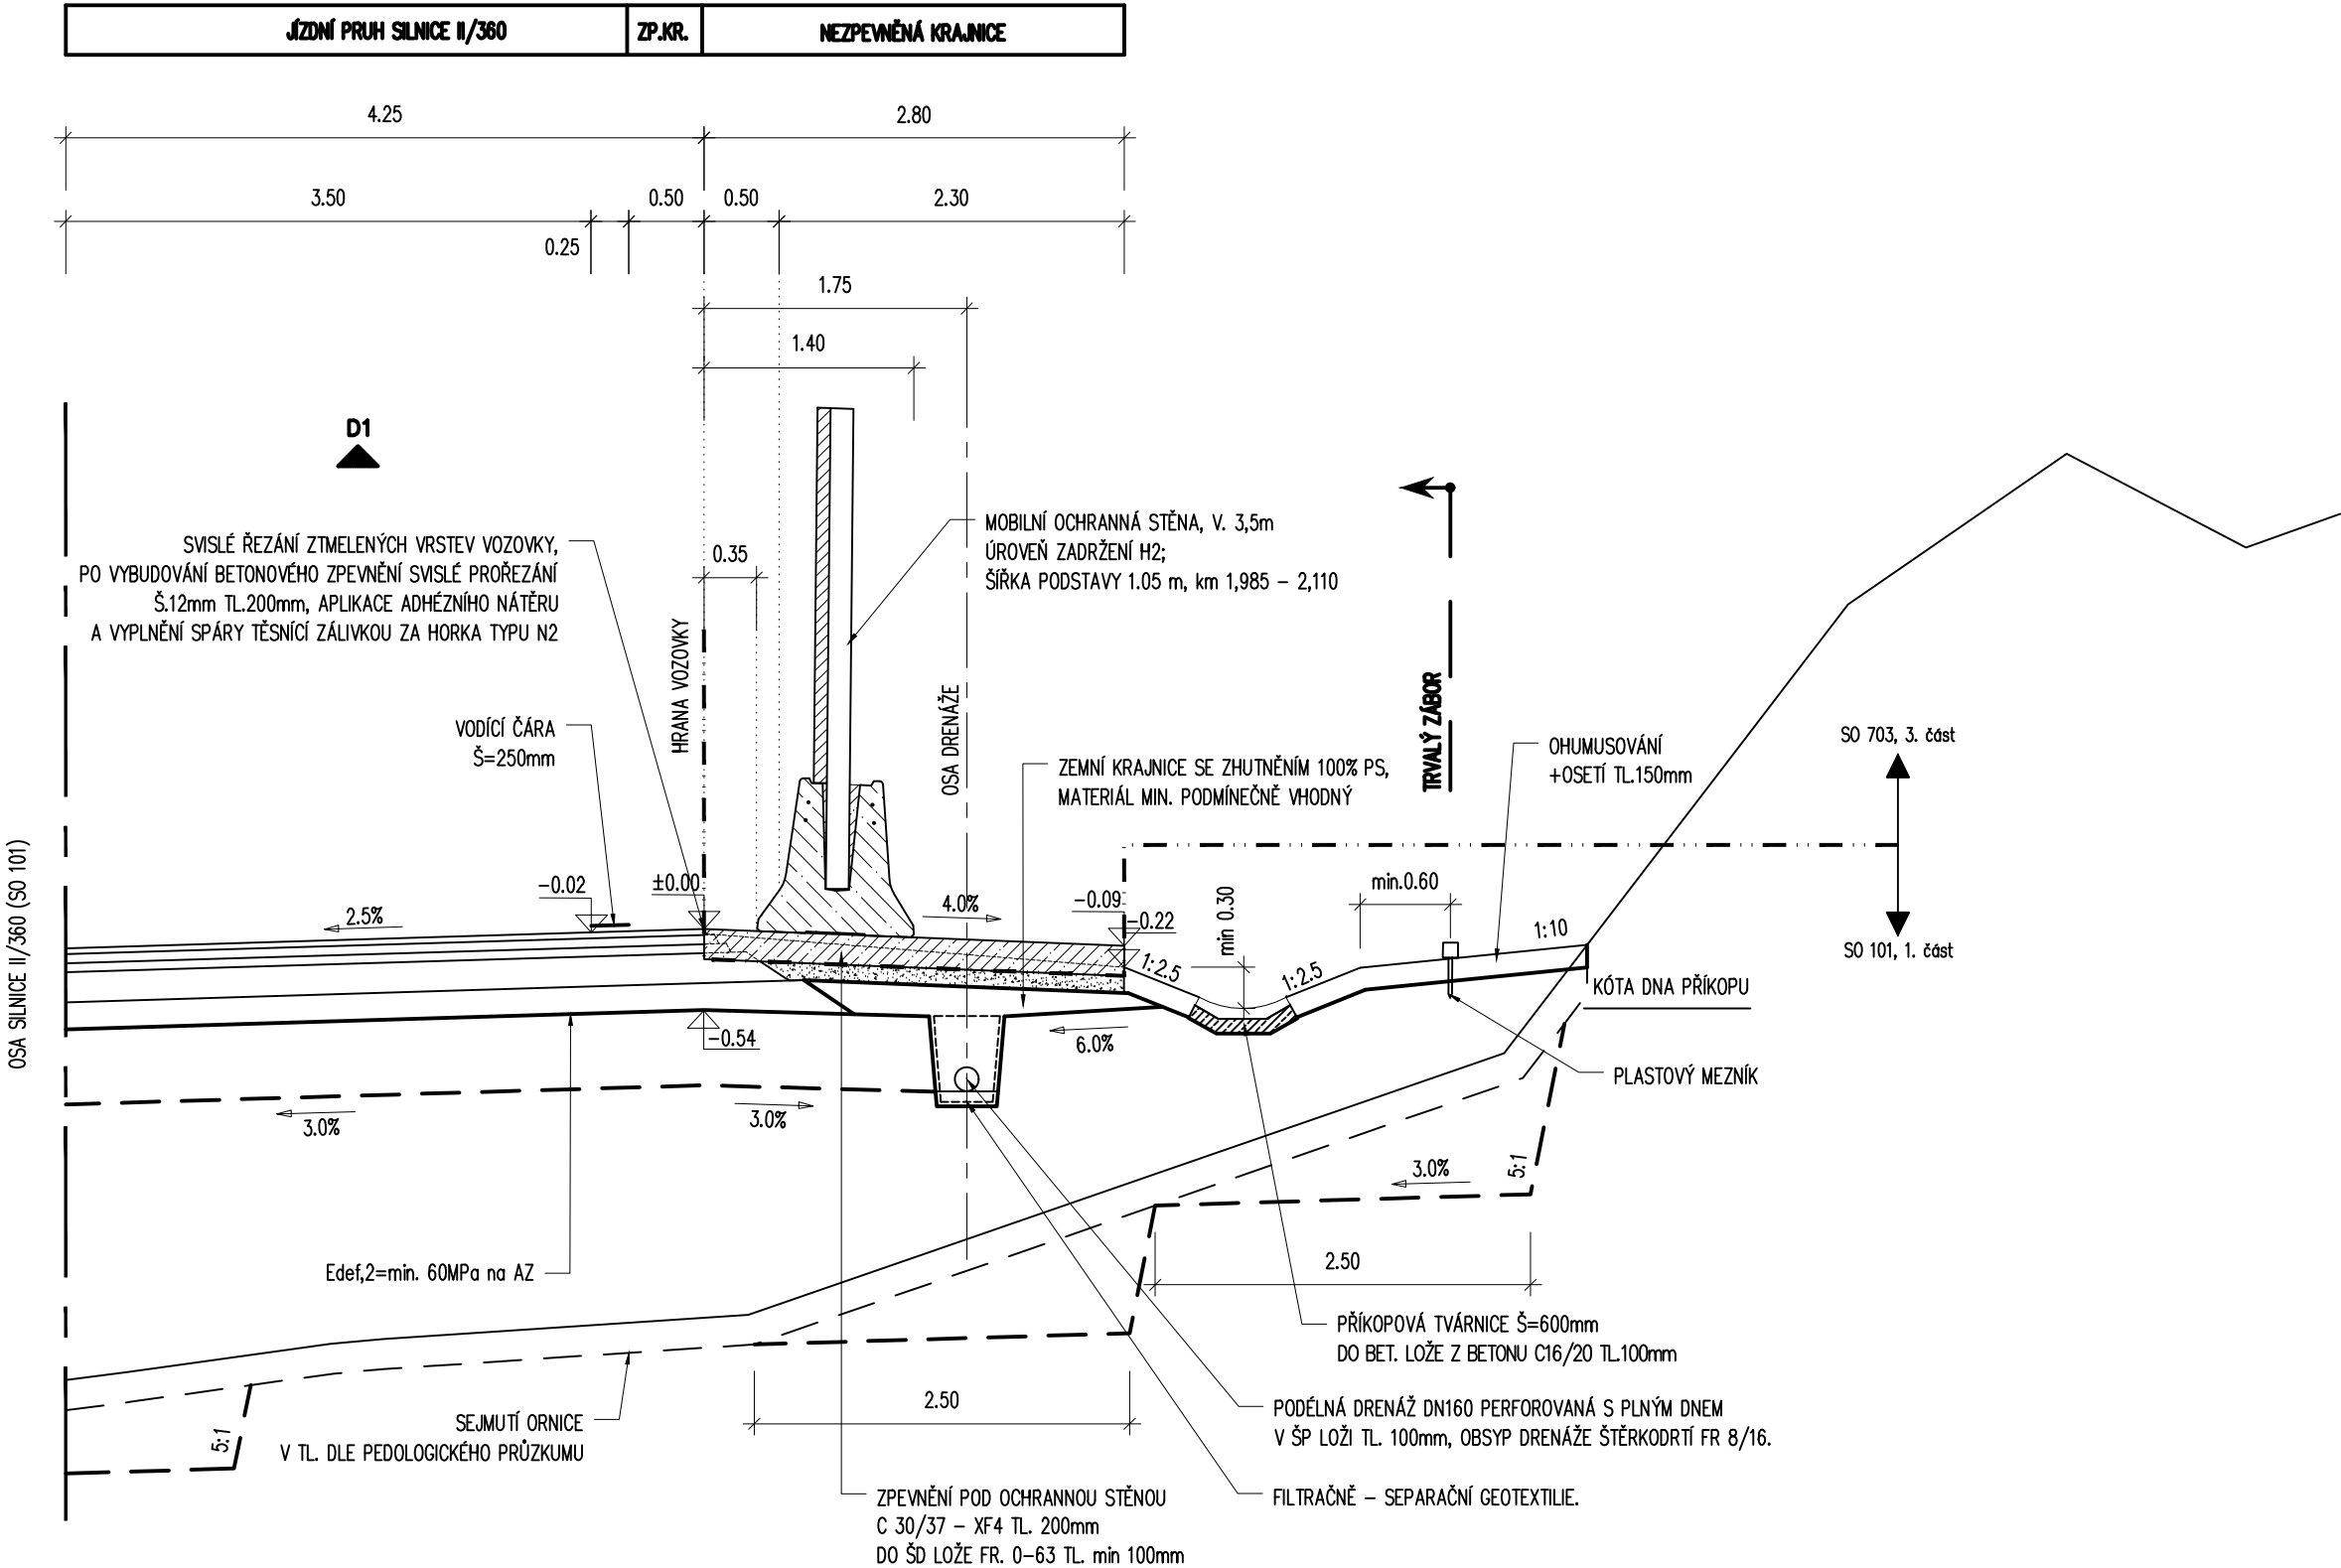 JÍZDNÍ PRUH SILNICE II/360
ZP.KR.
NEZPEVNĚNÁ KRAJNICE
4.25
2.80
3.50
0.50
0.50
2.30
0.25
1.75
1.40
D1
MOBILNÍ OCHRANNÁ STĚNA, V. 3,5m
ÚROVEŇ ZADRŽENÍ H2;
ŠÍŘKA PODSTAVY 1.05 m, km 1,985 – 2,110
SVISLÉ ŘEZÁNÍ ZTMELENÝCH VRSTEV VOZOVKY,
PO VYBUDOVÁNÍ BETONOVÉHO ZPEVNĚNÍ SVISLÉ PROŘEZÁNÍ
Š.12mm TL.200mm, APLIKACE ADHÉZNÍHO NÁTĚRU
A VYPLNĚNÍ SPÁRY TĚSNÍCÍ ZÁLIVKOU ZA HORKA TYPU N2
0.35
HRANA VOZOVKY
OSA DRENÁŽE
TRVALÝ ZÁBOR
VODÍCÍ ČÁRA
Š=250mm
ZEMNÍ KRAJNICE SE ZHUTNĚNÍM 100% PS,
MATERIÁL MIN. PODMÍNEČNĚ VHODNÝ
OHUMUSOVÁNÍ
+OSETÍ TL.150mm
SO 703, 3. část
SO 101, 1. část
OSA SILNICE II/360 (SO 101)
2.5%
-0.02
±0.00
4.0%
-0.09
-0.22
min 0.30
min.0.60
1:10
1:2.5
1:2.5
KÓTA DNA PŘÍKOPU
-0.54
6.0%
PLASTOVÝ MEZNÍK
3.0%
3.0%
3.0%
5:1
2.50
Edef,2=min. 60MPa na AZ
PŘÍKOPOVÁ TVÁRNICE Š=600mm
DO BET. LOŽE Z BETONU C16/20 TL.100mm
2.50
5:1
SEJMUTÍ ORNICE
V TL. DLE PEDOLOGICKÉHO PRŮZKUMU
PODÉLNÁ DRENÁŽ DN160 PERFOROVANÁ S PLNÝM DNEM
V ŠP LOŽI TL. 100mm, OBSYP DRENÁŽE ŠTĚRKODRTÍ FR 8/16.
ZPEVNĚNÍ POD OCHRANNOU STĚNOU
C 30/37 – XF4 TL. 200mm
DO ŠD LOŽE FR. 0-63 TL. min 100mm
FILTRAČNĚ – SEPARAČNÍ GEOTEXTILIE.